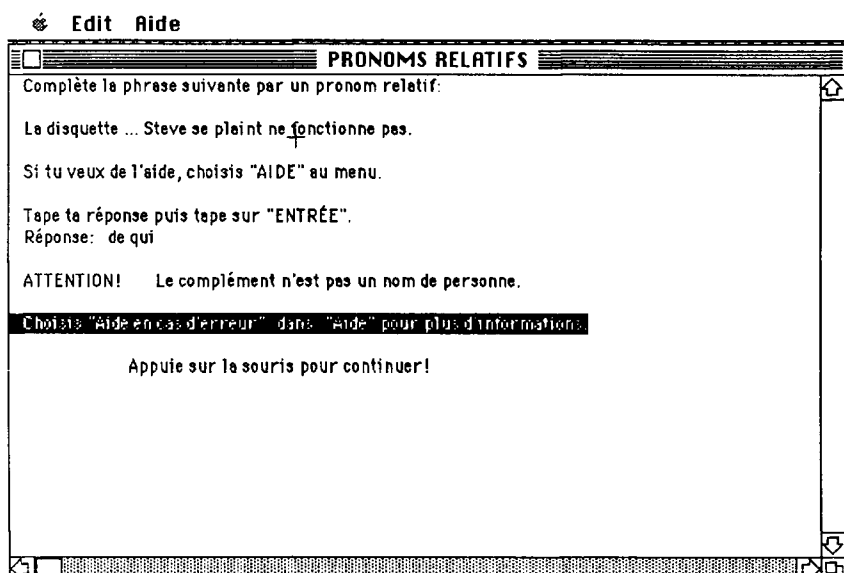 Edit Aide
PRONOMS RELATIFS
Complète la phrase suivante par un pronom relatif:
La disquette ... Steve se plaint ne fonctionne pas.
Si tu veux de l'aide, choisis "AIDE" au menu.
Tape ta réponse puis tape sur "ENTRÉE".
Réponse: de qui
ATTENTION! Le complément n'est pas un nom de personne.
Choisis "Aide en cas d'erreur" dans "Aide" pour plus d'informations.
Appuie sur la souris pour continuer!